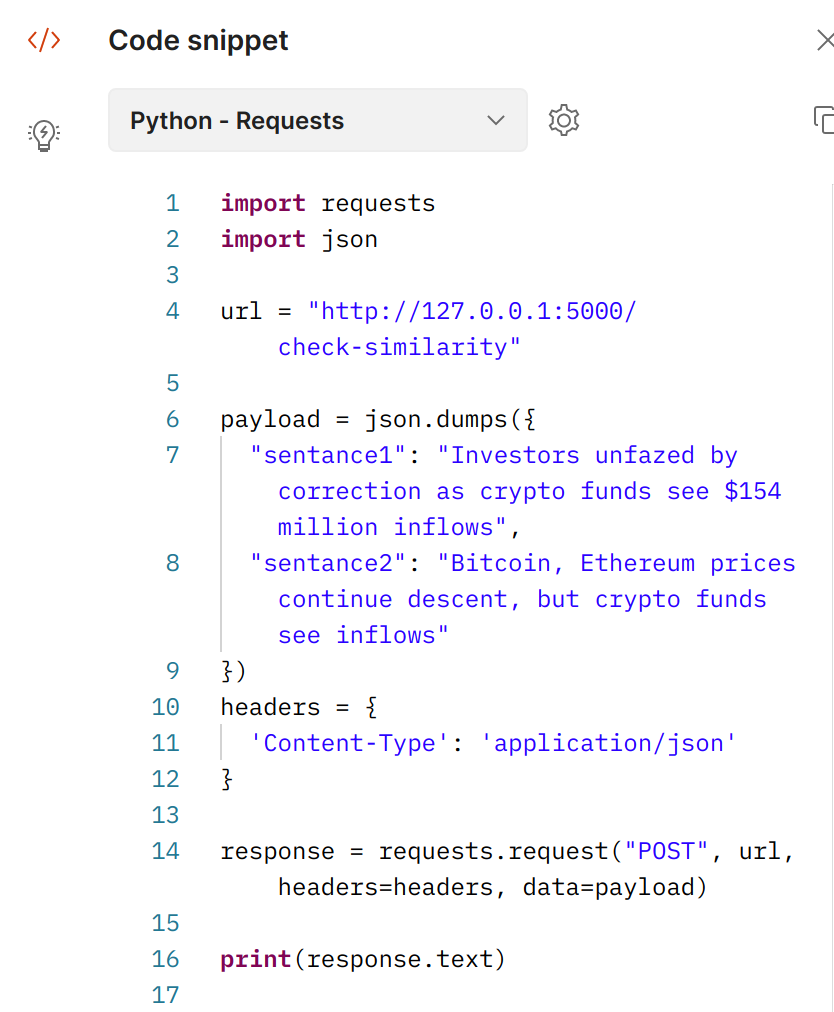 </> Code snippet
Python - Requests
1 import requests
2 import json
3
4 url = "http://127.0.0.1:5000/
check-similarity"
5
6 payload = json.dumps({
7 "sentance1": "Investors unfazed by
correction as crypto funds see $154
million inflows",
8 "sentance2": "Bitcoin, Ethereum prices
continue descent, but crypto funds
see inflows"
9 })
10 headers = {
11 'Content-Type': 'application/json'
12 }
13
14 response = requests.request("POST", url,
headers=headers, data=payload)
15
16 print(response.text)
17